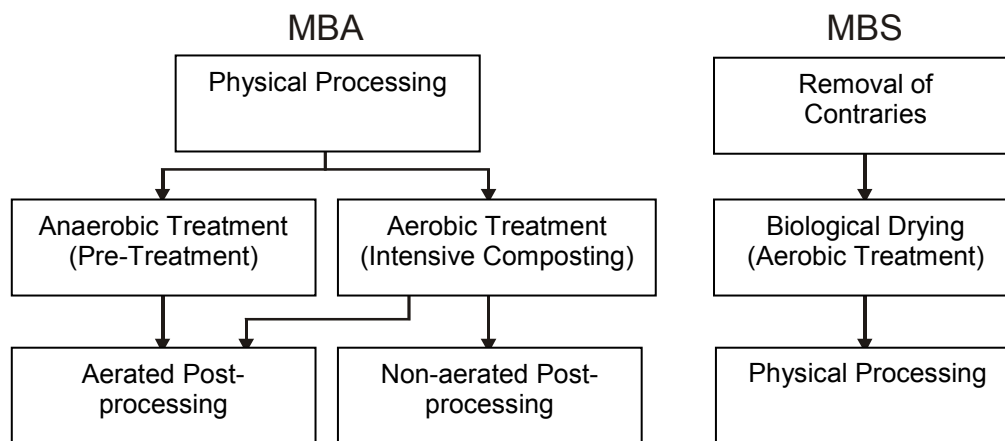 MBA
Physical Processing
Anaerobic Treatment
(Pre-Treatment)
Aerobic Treatment
(Intensive Composting)
Aerated Post-
processing
Non-aerated Post-
processing
MBS
Removal of
Contraries
Biological Drying
(Aerobic Treatment)
Physical Processing